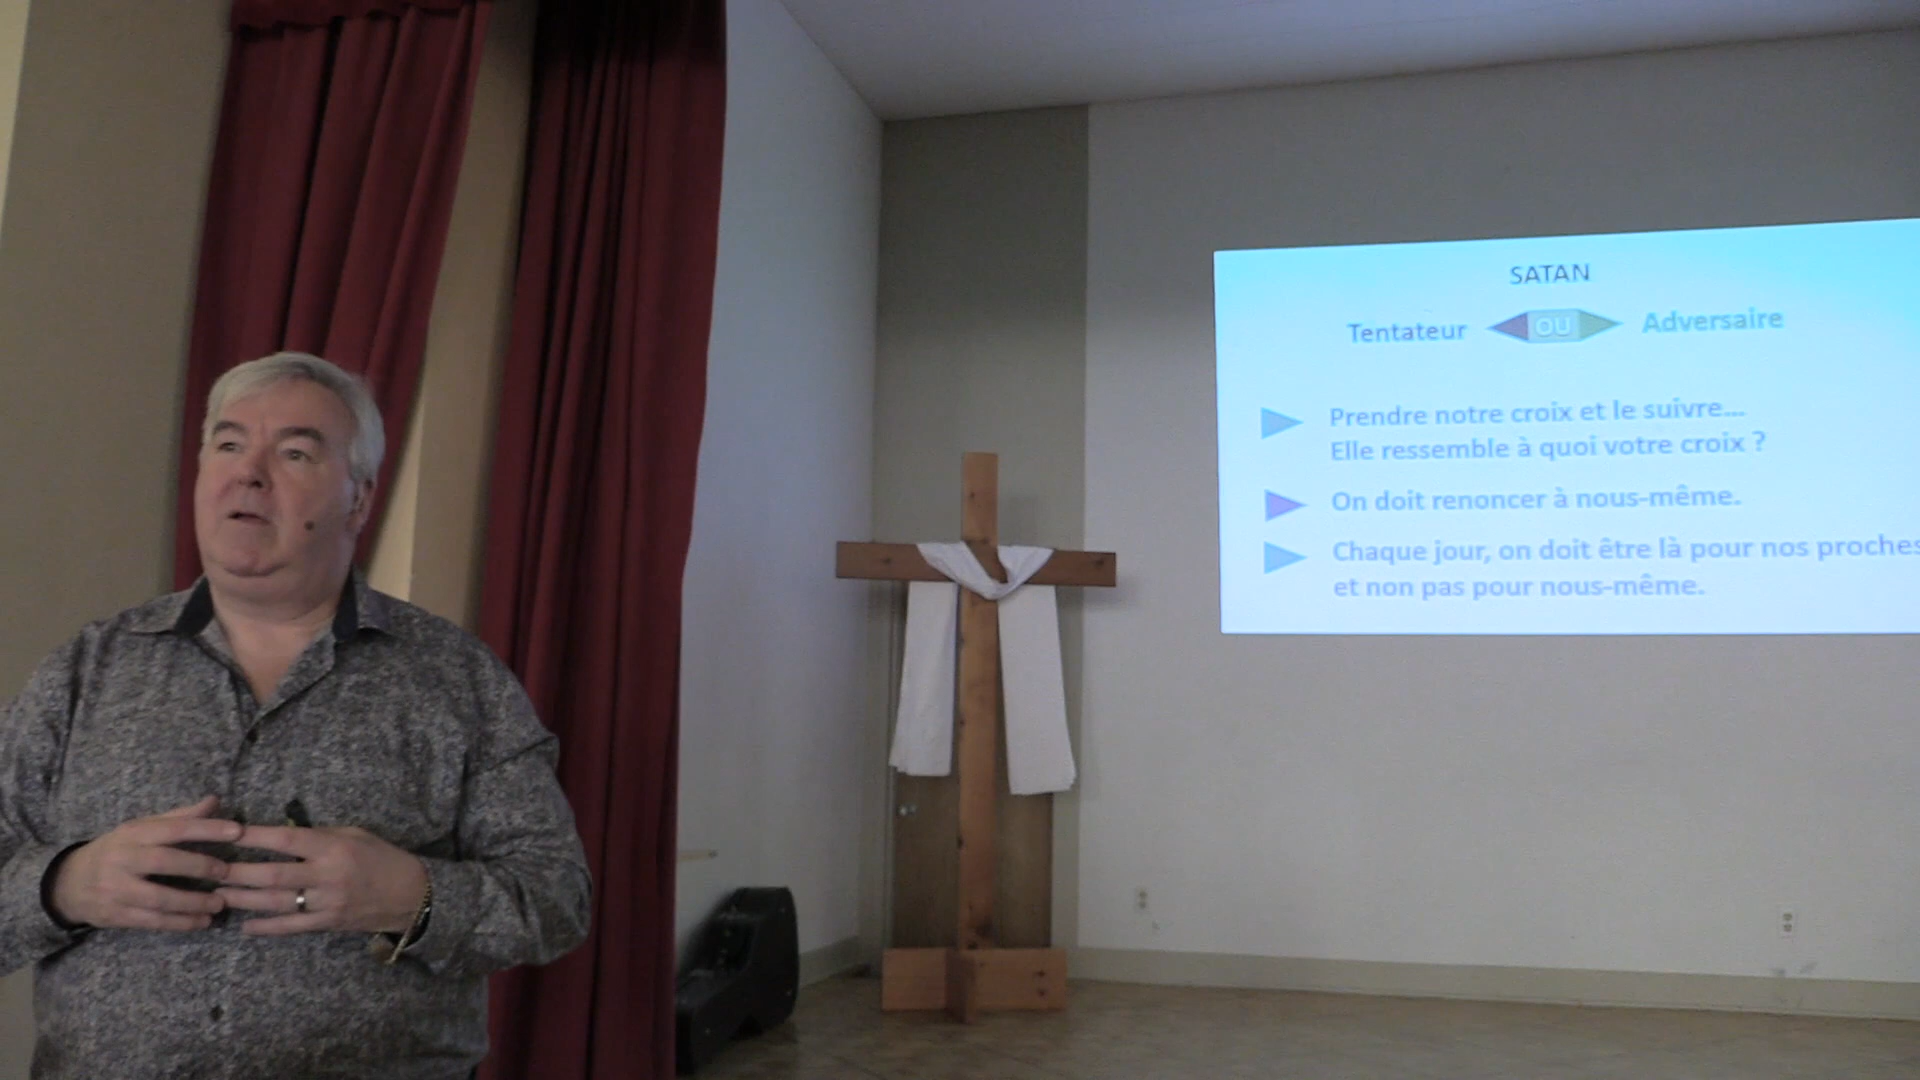 SATAN
Tentateur OU Adversaire
Prendre notre croix et le suivre...
Elle ressemble à quoi votre croix ?
On doit renoncer à nous-même.
Chaque jour, on doit être là pour nos proches
et non pas pour nous-même.